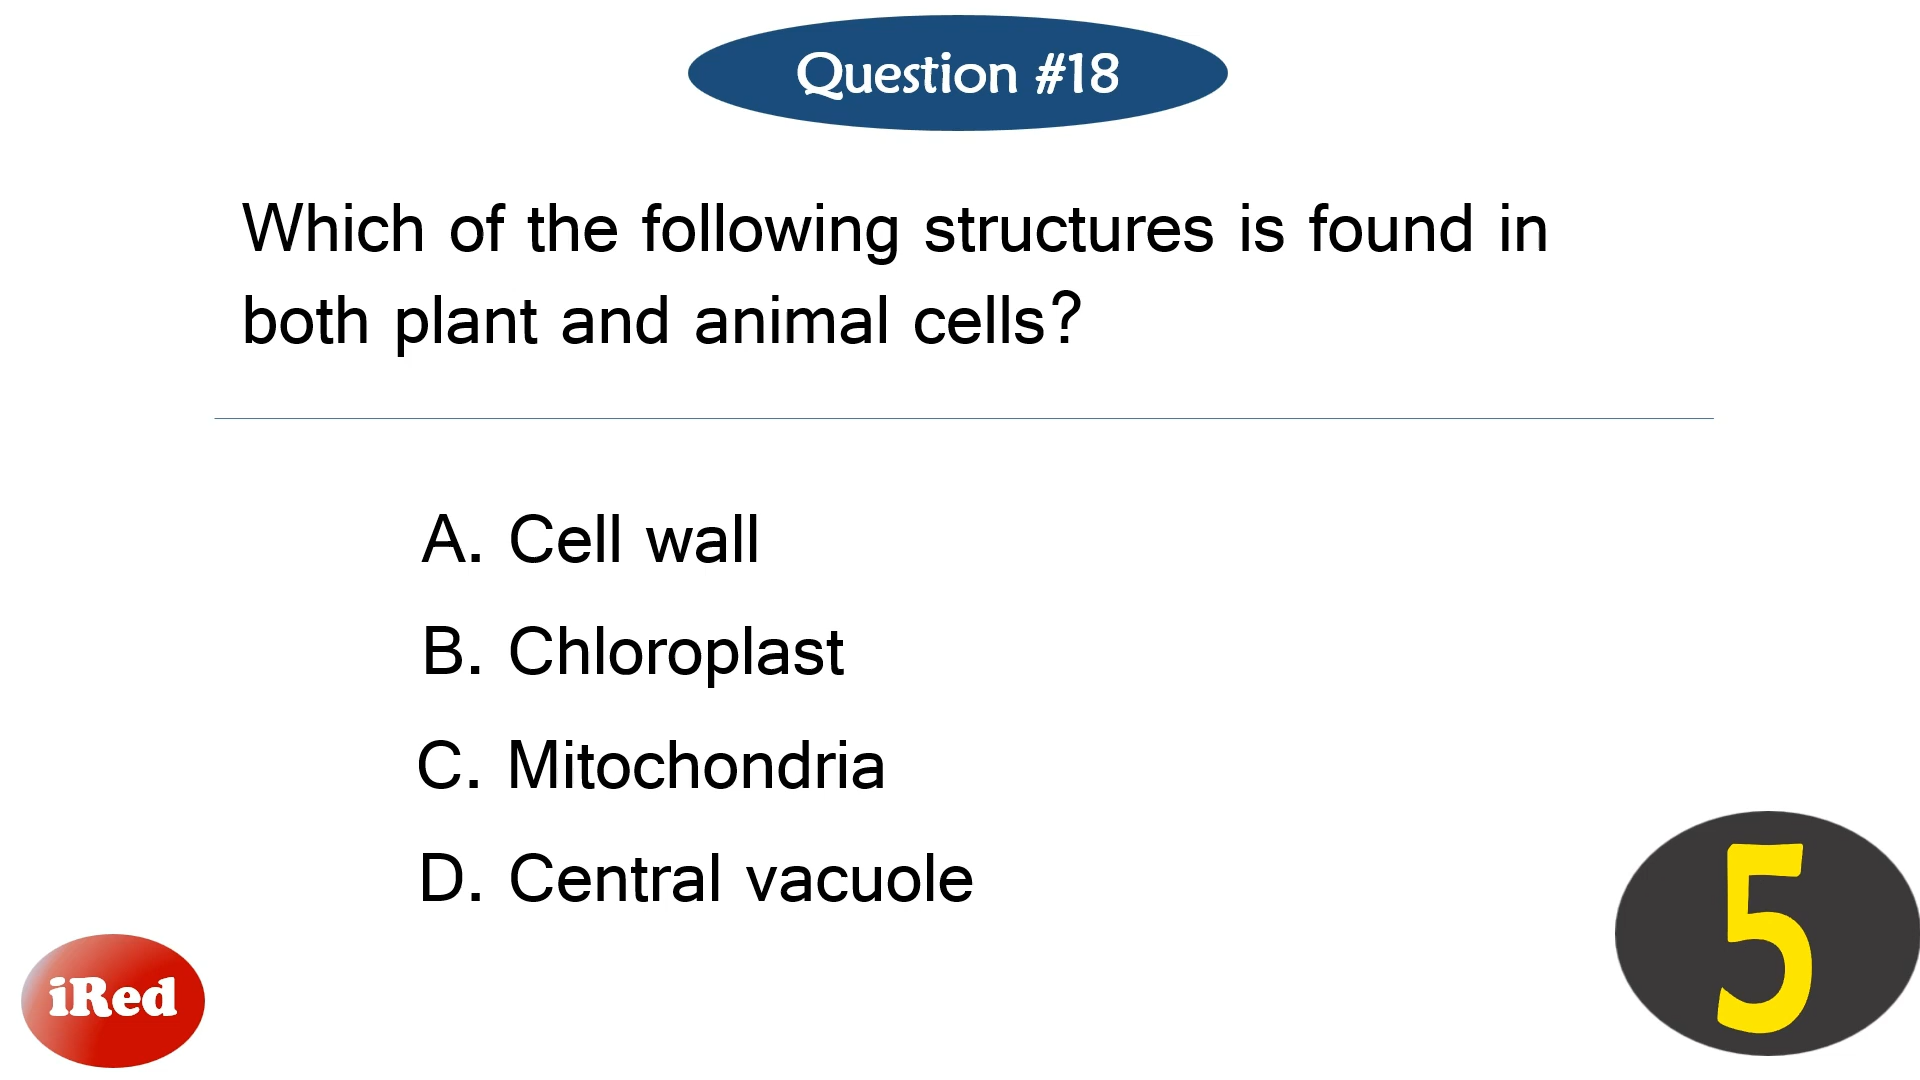 Question #18
Which of the following structures is found in
both plant and animal cells?
A. Cell wall
B. Chloroplast
C. Mitochondria
D. Central vacuole
iRed
5